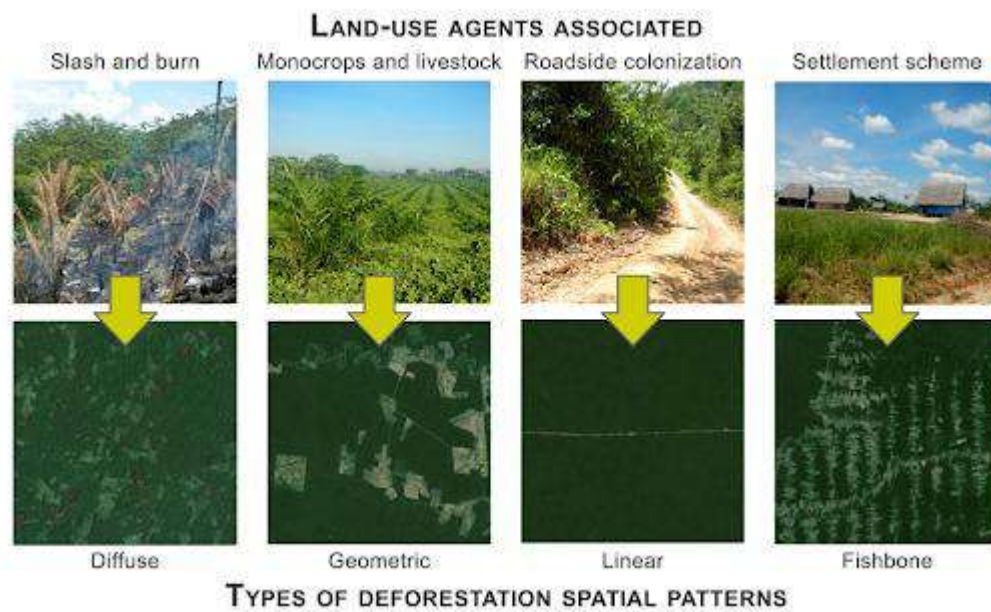 LAND-USE AGENTS ASSOCIATED
Slash and burn
Monocrops and livestock
Roadside colonization
Settlement scheme
Diffuse
Geometric
Linear
Fishbone
TYPES OF DEFORESTATION SPATIAL PATTERNS